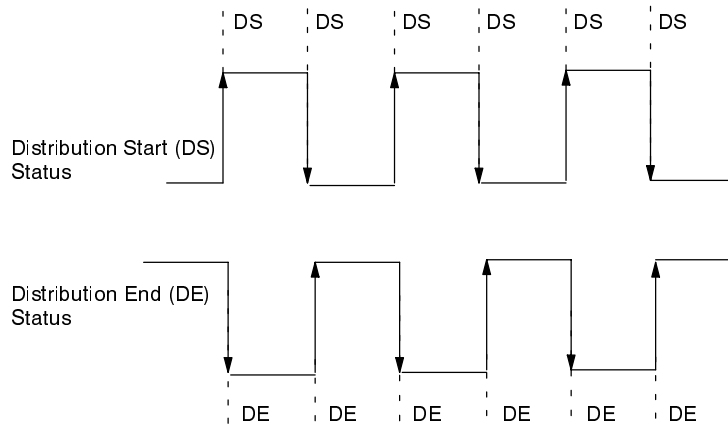 DS DS DS DS DS DS
Distribution Start (DS)
Status
Distribution End (DE)
Status
DE DE DE DE DE DE